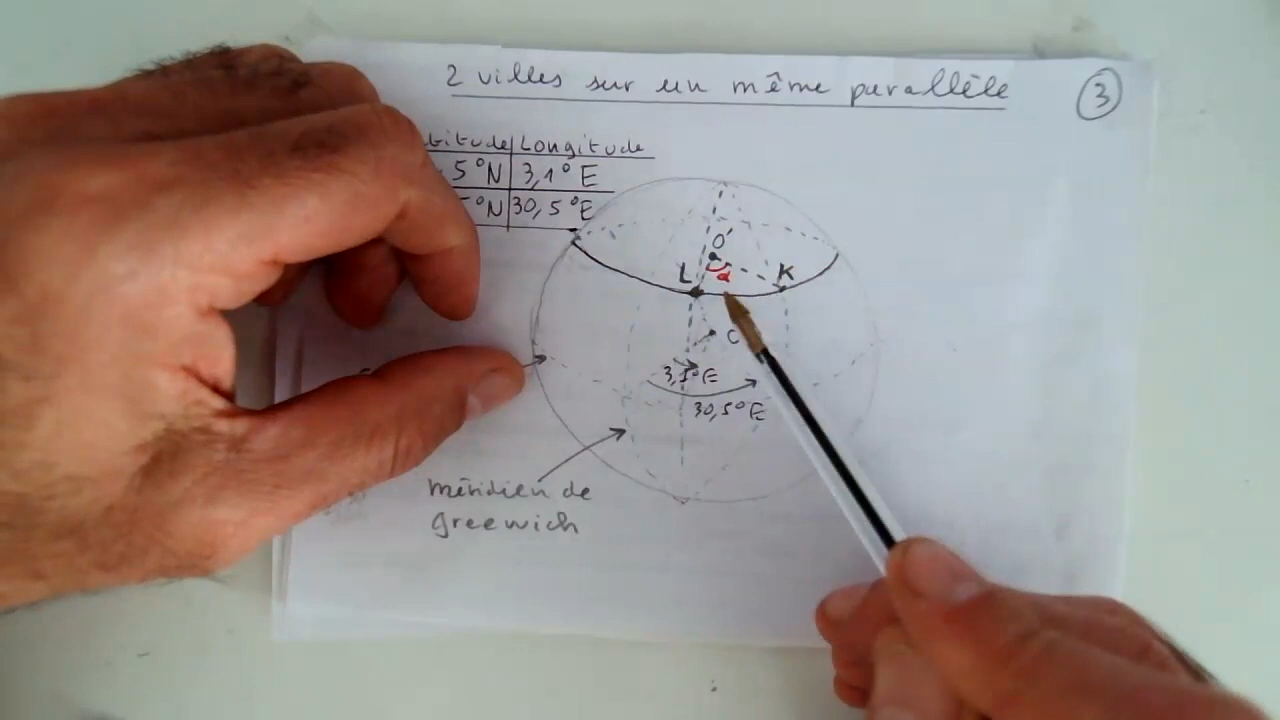 2 villes sur un même parallèle
3
Longitude
5°N 3,1°E
°N 30,5°E
O'
L α K
C
3,1°E
30,5°E
méridien de
greewich